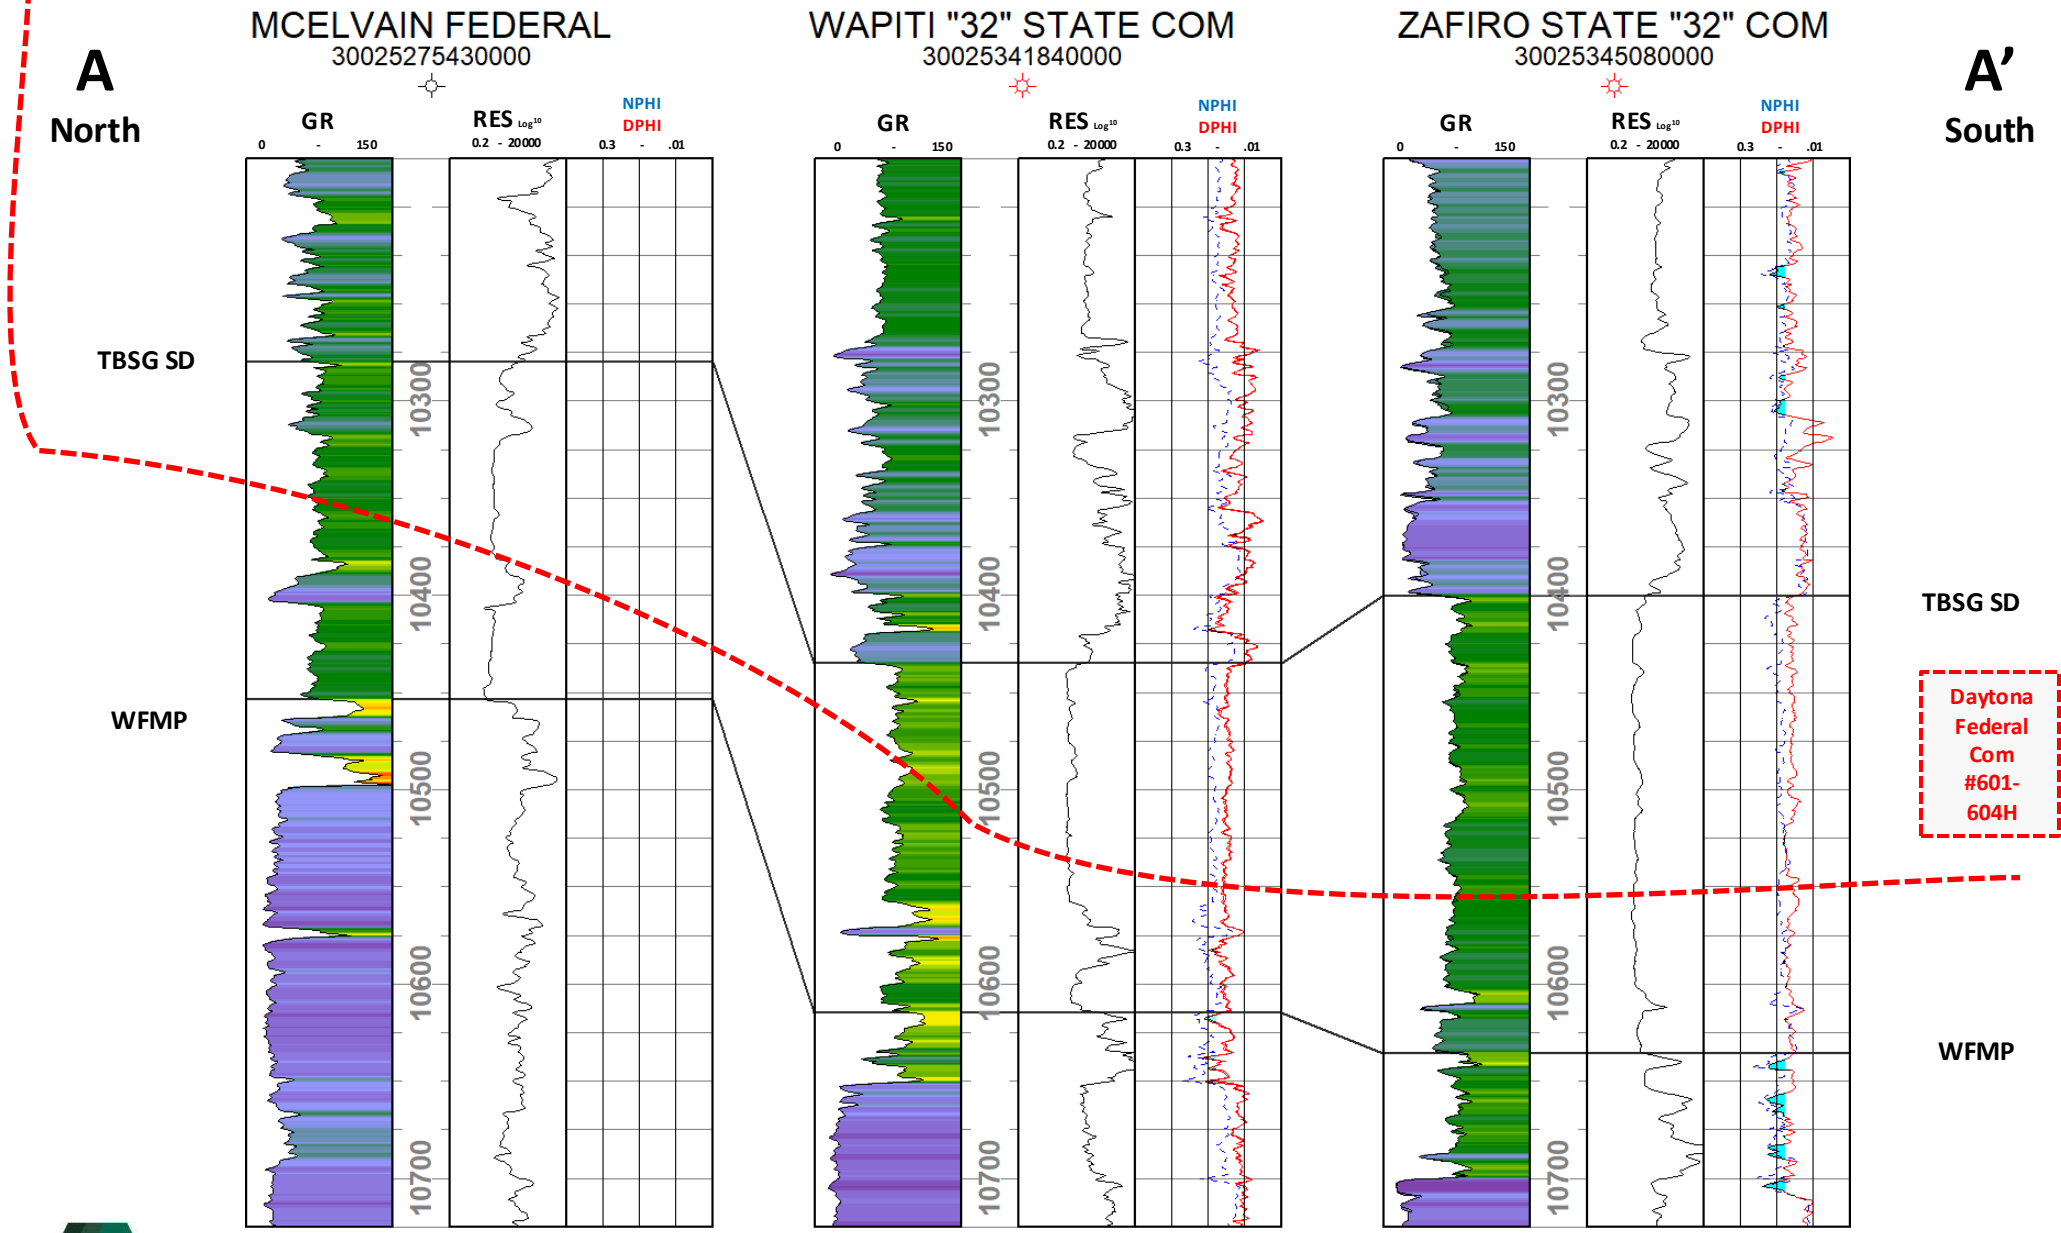 MCELVAIN FEDERAL
30025275430000
WAPITI "32" STATE COM
30025341840000
ZAFIRO STATE "32" COM
30025345080000
A
North
A’
South
GR
0 - 150
RES Log¹⁰
0.2 - 20000
NPHI
DPHI
0.3 - .01
GR
0 - 150
RES Log¹⁰
0.2 - 20000
NPHI
DPHI
0.3 - .01
GR
0 - 150
RES Log¹⁰
0.2 - 20000
NPHI
DPHI
0.3 - .01
TBSG SD
WFMP
10300
10400
10500
10600
10700
10300
10400
10500
10600
10700
10300
10400
10500
10600
10700
TBSG SD
Daytona
Federal
Com
#601-
604H
WFMP